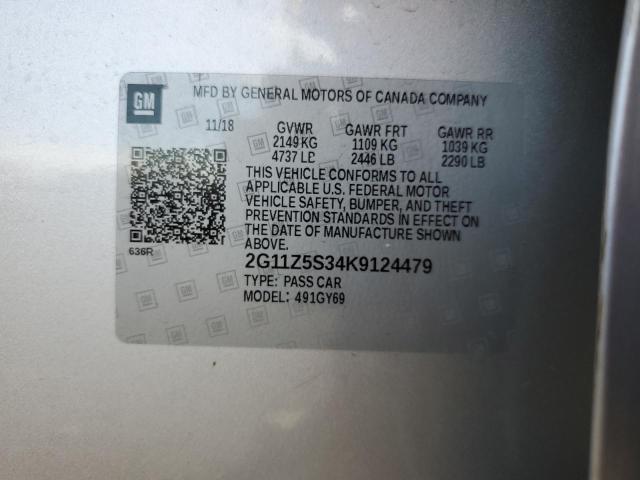 GM
MFD BY GENERAL MOTORS OF CANADA COMPANY
11/18 GVWR GAWR FRT GAWR RR
2149 KG 1109 KG 1039 KG
4737 LB 2446 LB 2290 LB
THIS VEHICLE CONFORMS TO ALL
APPLICABLE U.S. FEDERAL MOTOR
VEHICLE SAFETY, BUMPER, AND THEFT
PREVENTION STANDARDS IN EFFECT ON
THE DATE OF MANUFACTURE SHOWN
ABOVE.
636R
2G11Z5S34K9124479
TYPE: PASS CAR
MODEL: 491GY69